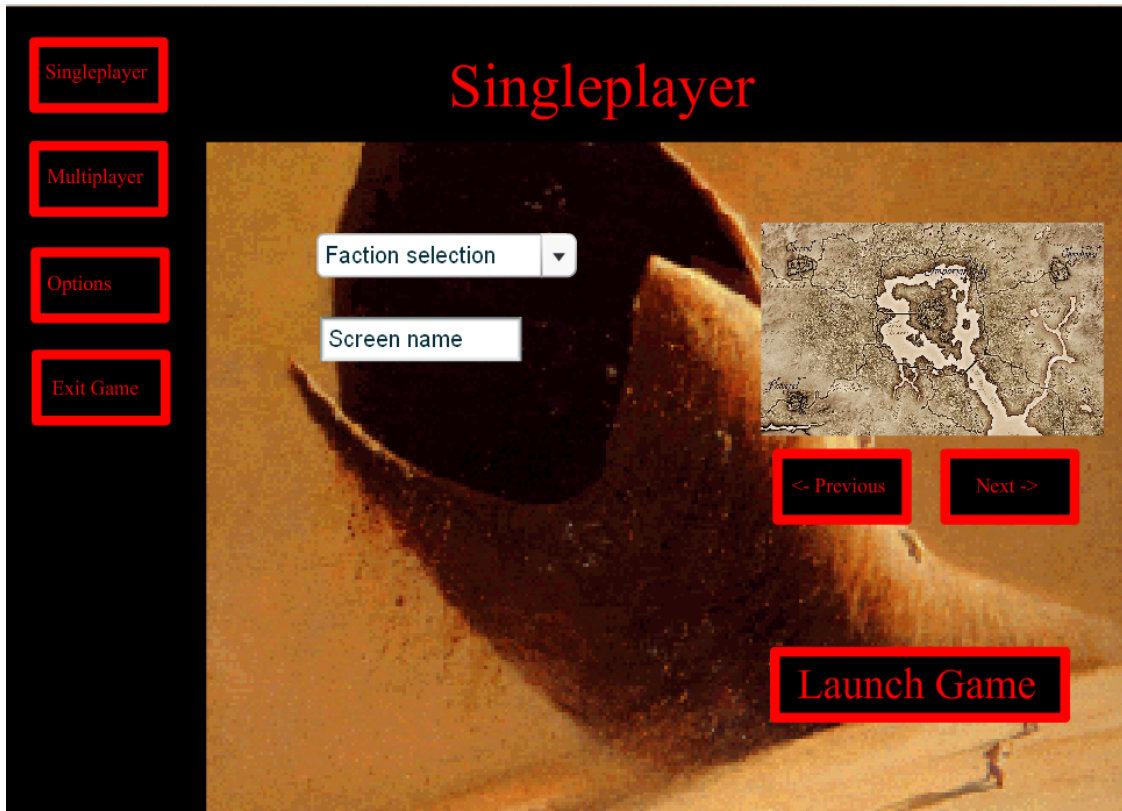 Singleplayer
Singleplayer
Multiplayer
Options
Exit Game
Faction selection
Screen name
<- Previous
Next ->
Launch Game